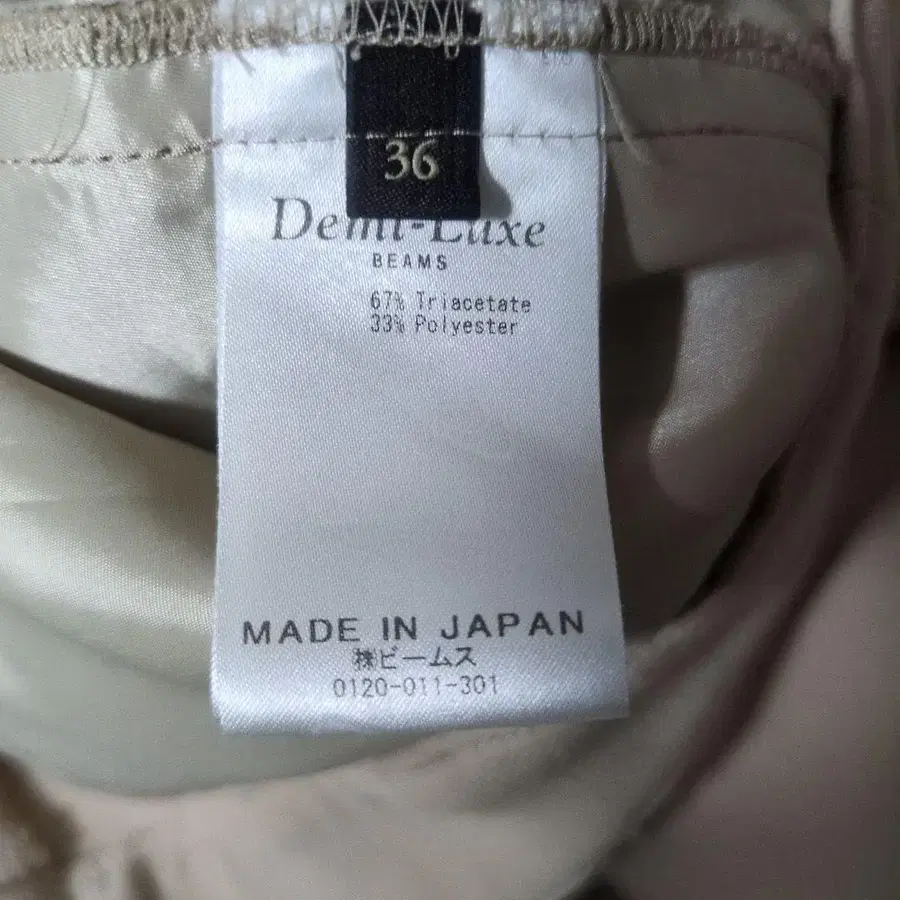 36
Demi-Luxe
BEAMS
67% Triacetate
33% Polyester
MADE IN JAPAN
㈱ビームス
0120-011-301